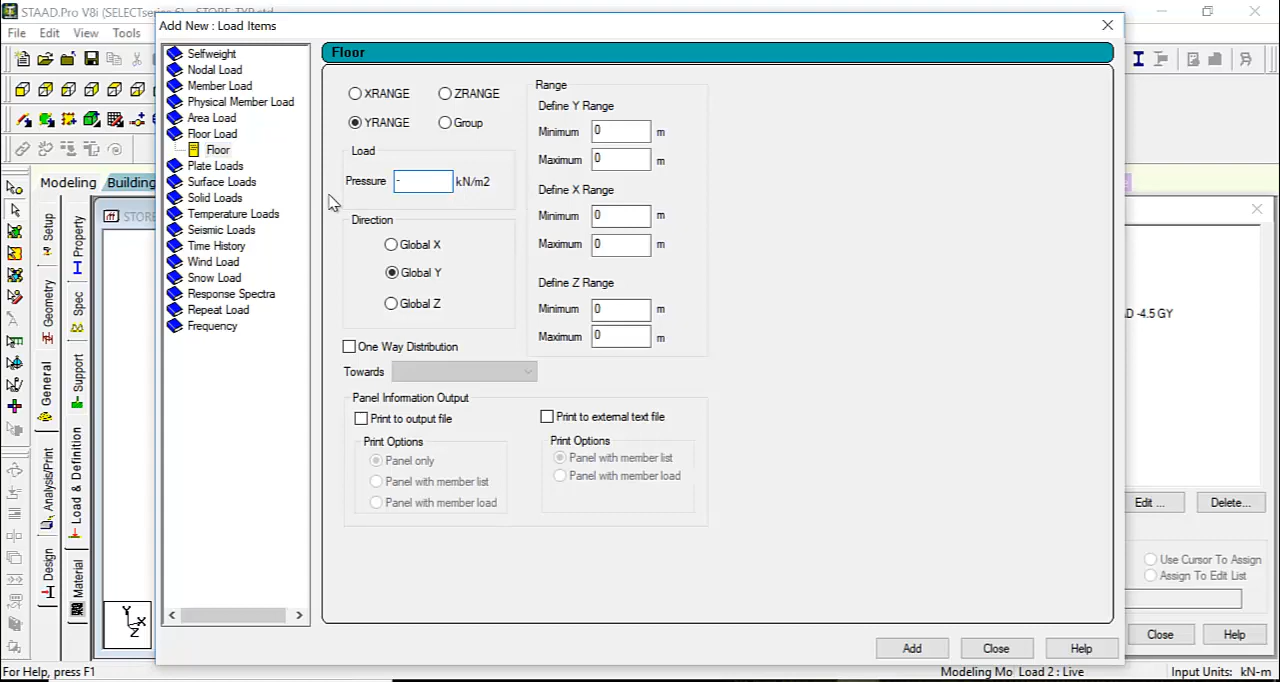 STAAD.Pro V8i (SELECTseries 6) - STORE_TYP.std
Add New : Load Items
File Edit View Tools
Selfweight
Nodal Load
Member Load
Physical Member Load
Area Load
Floor Load
Floor
Plate Loads
Surface Loads
Solid Loads
Temperature Loads
Seismic Loads
Time History
Wind Load
Snow Load
Response Spectra
Repeat Load
Frequency
Floor
XRANGE ZRANGE
YRANGE Group
Load
Pressure - kN/m2
Direction
Global X
Global Y
Global Z
One Way Distribution
Towards
Range
Define Y Range
Minimum 0 m
Maximum 0 m
Define X Range
Minimum 0 m
Maximum 0 m
Define Z Range
Minimum 0 m
Maximum 0 m
Panel Information Output
Print to output file
Print Options
Panel only
Panel with member list
Panel with member load
Print to external text file
Print Options
Panel with member list
Panel with member load
Add Close Help
Modeling Building
STORE
Setup
Geometry
General
Analysis/Print
Design
Property
Spec
Support
Load & Definition
Material
Y
X
Z
D -4.5 GY
Edit ... Delete...
Use Cursor To Assign
Assign To Edit List
Close Help
For Help, press F1 Modeling Mo Load 2 : Live Input Units: kN-m